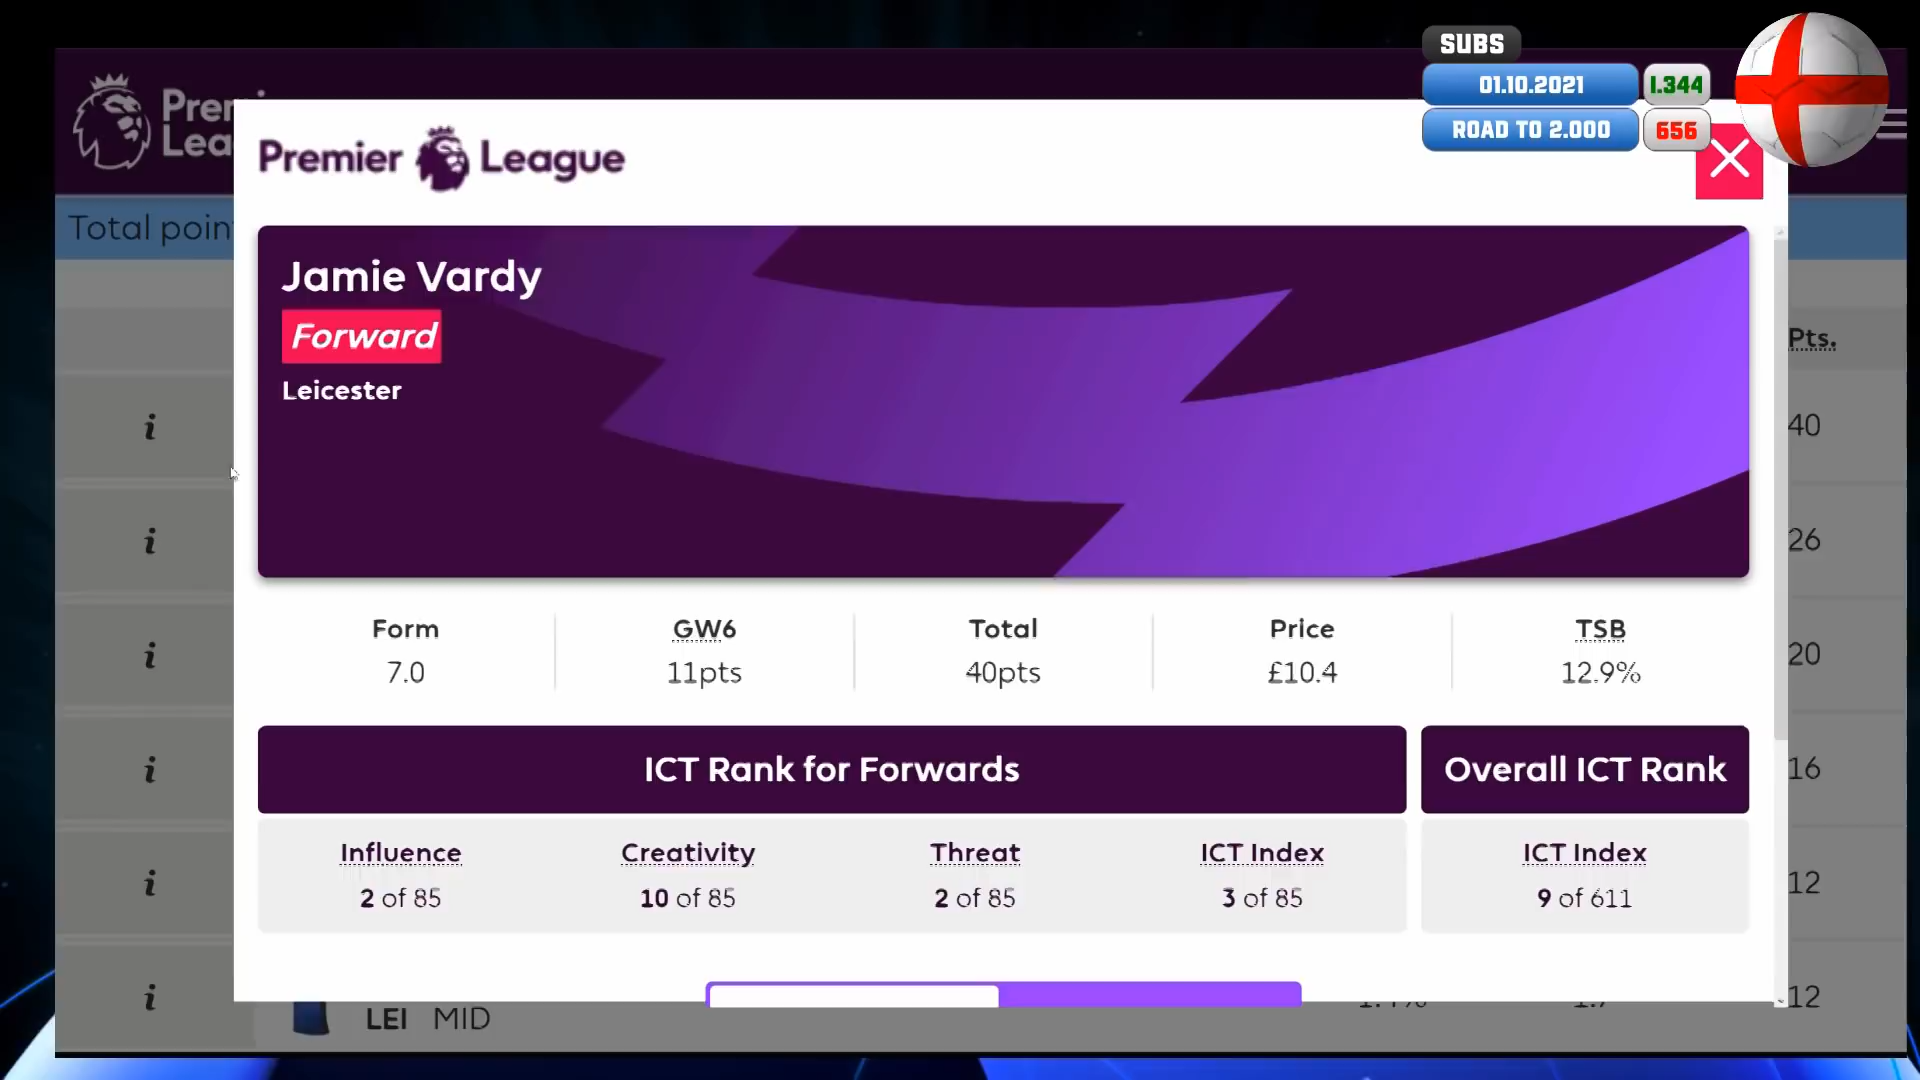 SUBS
01.10.2021 1.344
ROAD TO 2.000 656
Premier League
Total
Jamie Vardy
Forward
Leicester
Pts.
i 40
i 26
i 20
i 16
i 12
i 12
Form GW6 Total Price TSB
7.0 11pts 40pts £10.4 12.9%
ICT Rank for Forwards Overall ICT Rank
Influence Creativity Threat ICT Index ICT Index
2 of 85 10 of 85 2 of 85 3 of 85 9 of 611
LEI MID